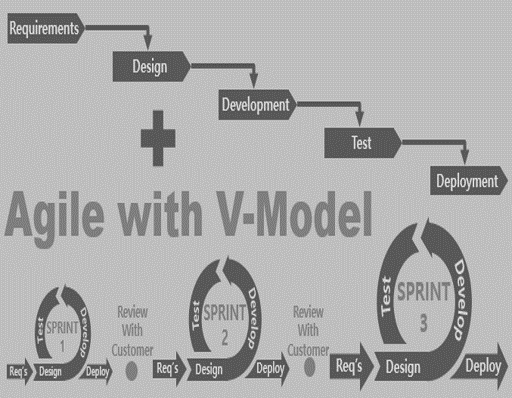 Requirements
Design
Development
Test
Deployment
Agile with V-Model
Test
Develop
SPRINT
1
Req's
Design
Deploy
Review
With
Customer
Test
Develop
SPRINT
2
Req's
Design
Deploy
Review
With
Customer
Test
Develop
SPRINT
3
Req's
Design
Deploy